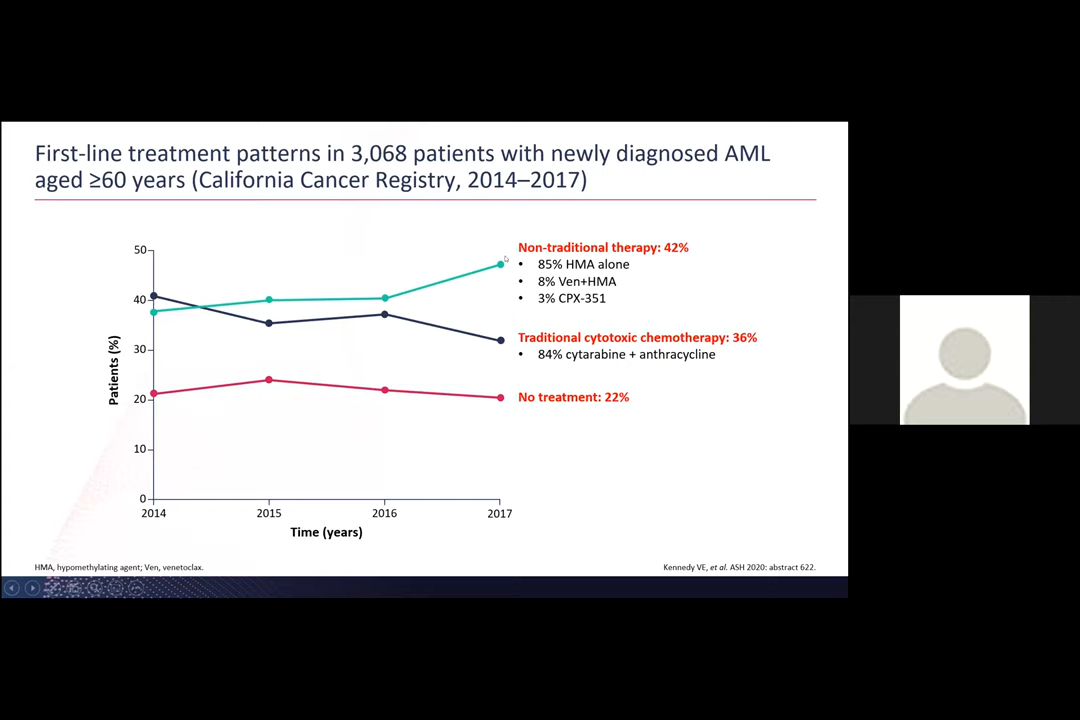 First-line treatment patterns in 3,068 patients with newly diagnosed AML
aged ≥60 years (California Cancer Registry, 2014–2017)
Patients (%)
50
40
30
20
10
0
2014
2015
2016
2017
Time (years)
Non-traditional therapy: 42%
• 85% HMA alone
• 8% Ven+HMA
• 3% CPX-351
Traditional cytotoxic chemotherapy: 36%
• 84% cytarabine + anthracycline
No treatment: 22%
HMA, hypomethylating agent; Ven, venetoclax.
Kennedy VE, et al. ASH 2020: abstract 622.